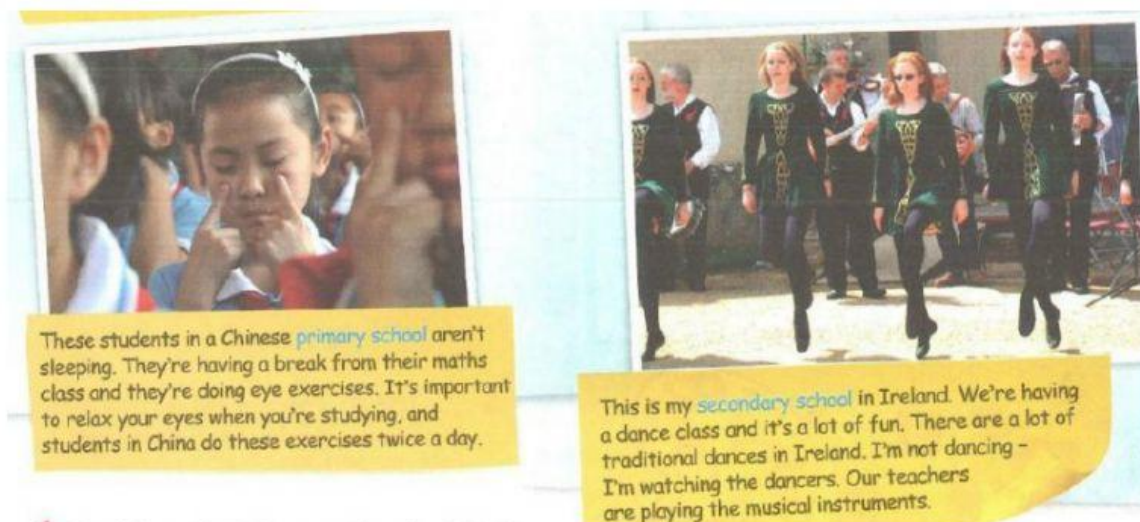 These students in a Chinese primary school aren't
sleeping. They're having a break from their maths
class and they're doing eye exercises. It's important
to relax your eyes when you're studying, and
students in China do these exercises twice a day.
This is my secondary school in Ireland. We're having
a dance class and it's a lot of fun. There are a lot of
traditional dances in Ireland. I'm not dancing –
I'm watching the dancers. Our teachers
are playing the musical instruments.